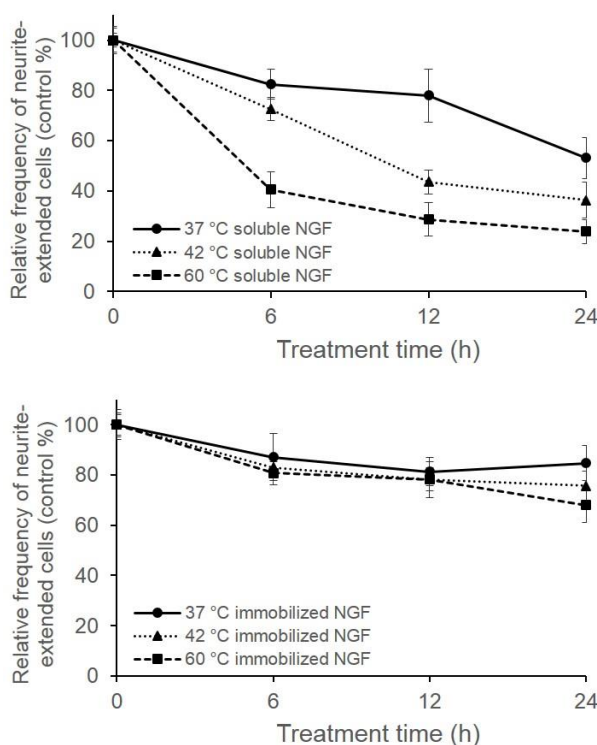 Relative frequency of neurite-
extended cells (control %)
100
80
60
40
20
0
37 °C soluble NGF
42 °C soluble NGF
60 °C soluble NGF
0 6 12 24
Treatment time (h)
Relative frequency of neurite-
extended cells (control %)
100
80
60
40
20
0
37 °C immobilized NGF
42 °C immobilized NGF
60 °C immobilized NGF
0 6 12 24
Treatment time (h)